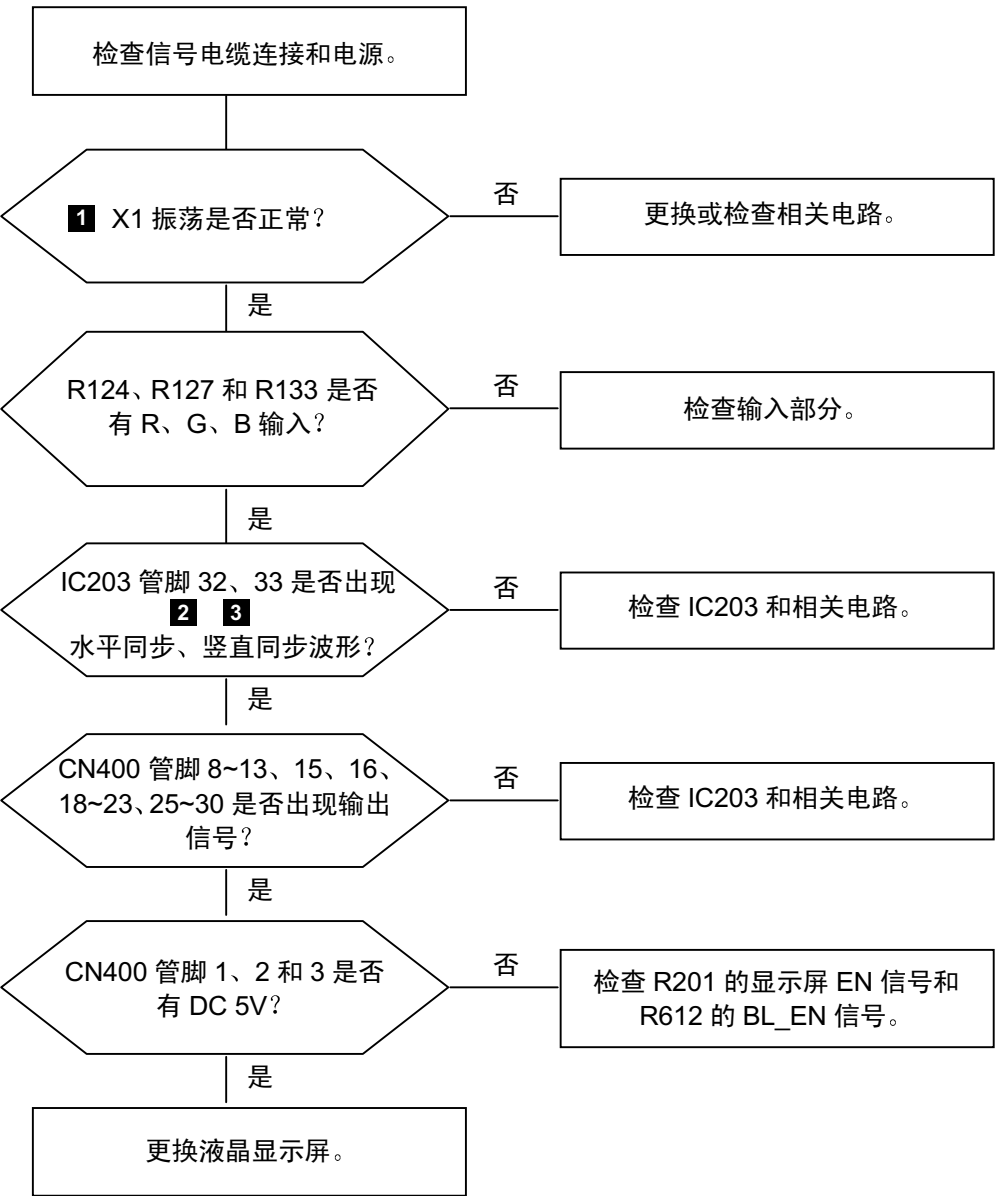 检查信号电缆连接和电源。
1 X1 振荡是否正常？
否
更换或检查相关电路。
是
R124、R127 和 R133 是否
有 R、G、B 输入？
否
检查输入部分。
是
IC203 管脚 32、33 是否出现
2 3
水平同步、竖直同步波形？
否
检查 IC203 和相关电路。
是
CN400 管脚 8~13、15、16、
18~23、25~30 是否出现输出
信号？
否
检查 IC203 和相关电路。
是
CN400 管脚 1、2 和 3 是否
有 DC 5V？
否
检查 R201 的显示屏 EN 信号和
R612 的 BL_EN 信号。
是
更换液晶显示屏。